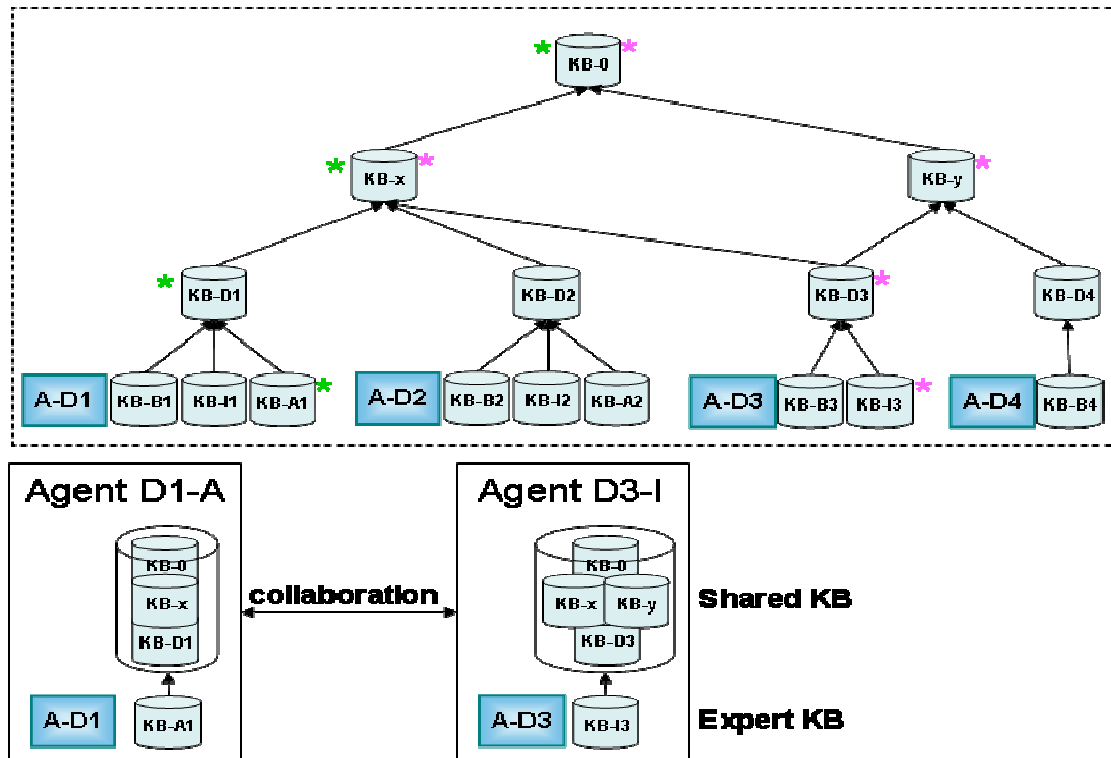 KB-0
KB-x
KB-y
KB-D1
KB-D2
KB-D3
KB-D4
A-D1
KB-B1
KB-I1
KB-A1
A-D2
KB-B2
KB-I2
KB-A2
A-D3
KB-B3
KB-I3
A-D4
KB-B4
Agent D1-A
KB-0
KB-x
KB-D1
A-D1
KB-A1
collaboration
Agent D3-I
KB-0
KB-x
KB-y
KB-D3
A-D3
KB-I3
Shared KB
Expert KB